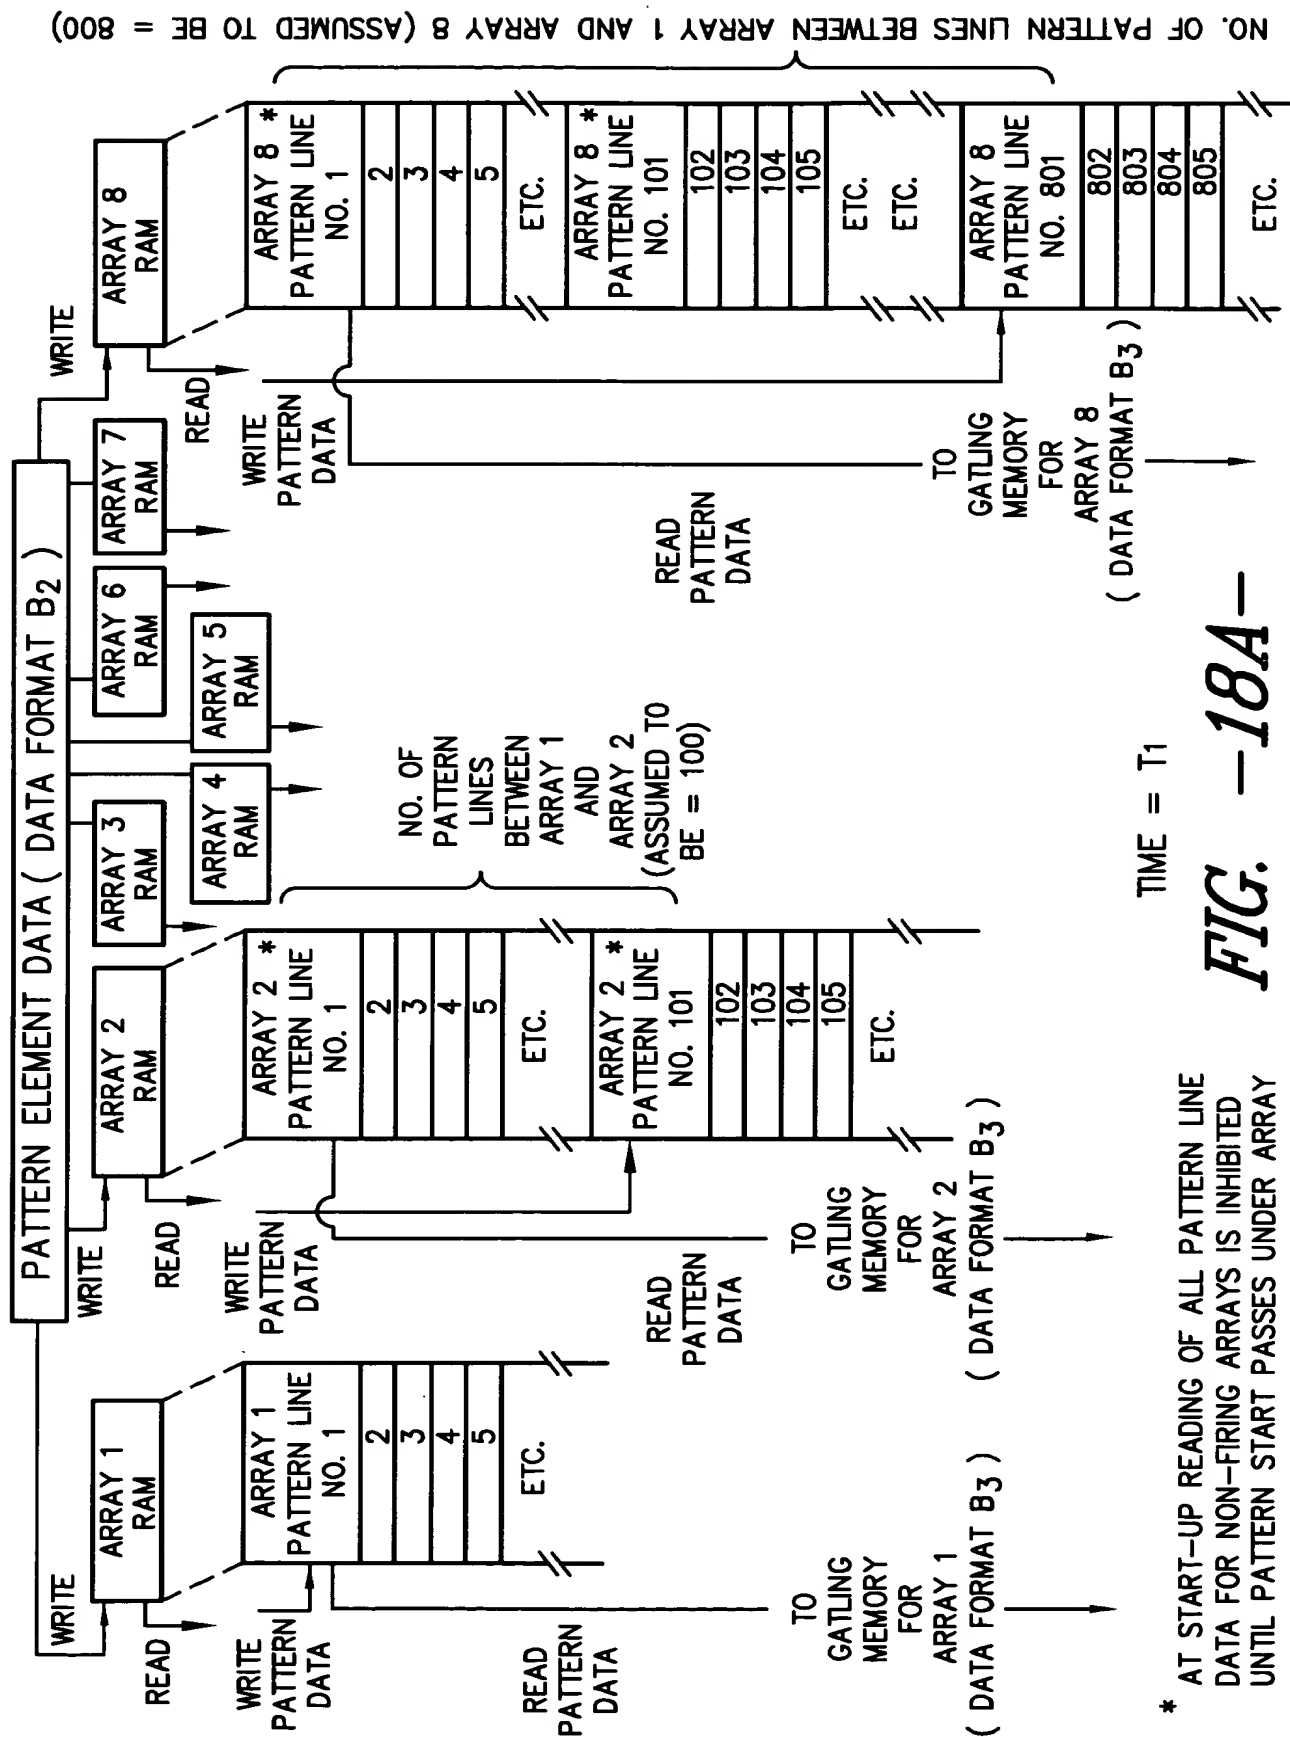 PATTERN ELEMENT DATA ( DATA FORMAT B2 )
WRITE
ARRAY 1
RAM
READ
WRITE
ARRAY 2
RAM
READ
ARRAY 3
RAM
ARRAY 4
RAM
ARRAY 5
RAM
ARRAY 6
RAM
ARRAY 7
RAM
WRITE
ARRAY 8
RAM
READ
WRITE
PATTERN
DATA
ARRAY 1
PATTERN LINE
NO. 1
2
3
4
5
ETC.
READ
PATTERN
DATA
TO
GATLING
MEMORY
FOR
ARRAY 1
( DATA FORMAT B3 )
WRITE
PATTERN
DATA
ARRAY 2 *
PATTERN LINE
NO. 1
2
3
4
5
ETC.
ARRAY 2 *
PATTERN LINE
NO. 101
102
103
104
105
ETC.
READ
PATTERN
DATA
TO
GATLING
MEMORY
FOR
ARRAY 2
( DATA FORMAT B3 )
NO. OF
PATTERN
LINES
BETWEEN
ARRAY 1
AND
ARRAY 2
(ASSUMED TO
BE = 100)
WRITE
PATTERN
DATA
ARRAY 8 *
PATTERN LINE
NO. 1
2
3
4
5
ETC.
ARRAY 8 *
PATTERN LINE
NO. 101
102
103
104
105
ETC.
ETC.
ARRAY 8
PATTERN LINE
NO. 801
802
803
804
805
ETC.
READ
PATTERN
DATA
TO
GATLING
MEMORY
FOR
ARRAY 8
( DATA FORMAT B3 )
NO. OF PATTERN LINES BETWEEN ARRAY 1 AND ARRAY 8 (ASSUMED TO BE = 800)
TIME = T1
* AT START-UP READING OF ALL PATTERN LINE
DATA FOR NON-FIRING ARRAYS IS INHIBITED
UNTIL PATTERN START PASSES UNDER ARRAY
FIG. -18A-